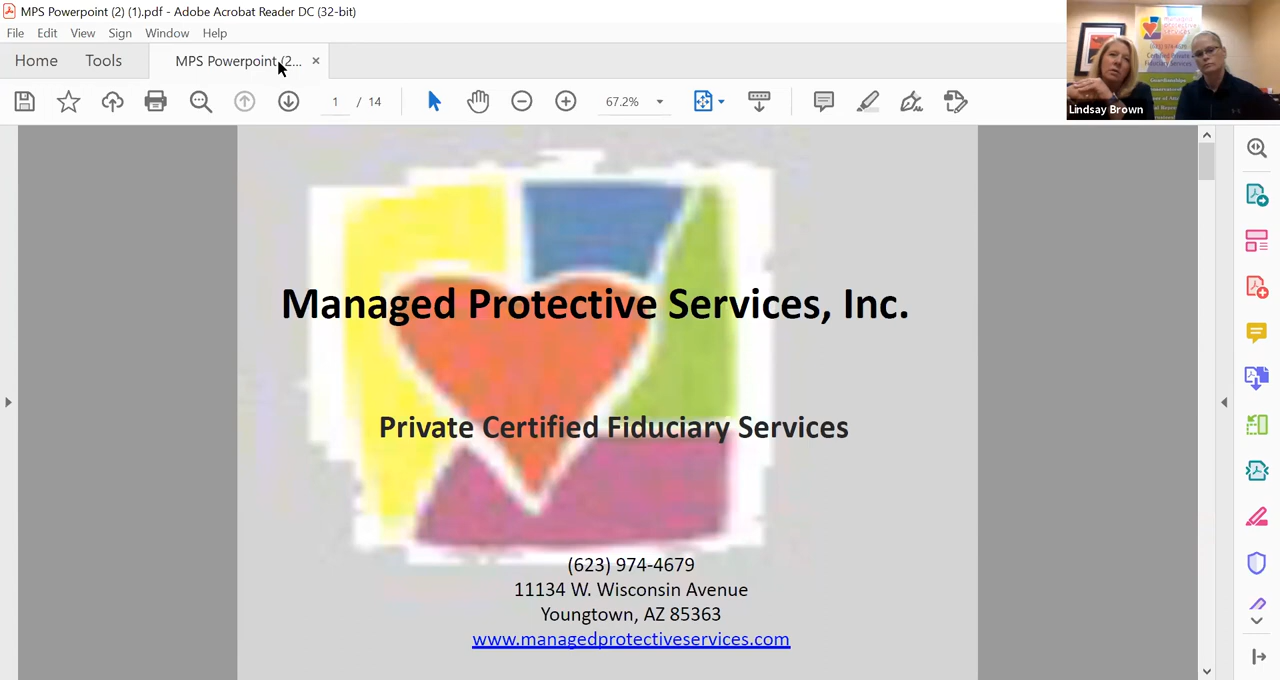 MPS Powerpoint (2) (1).pdf - Adobe Acrobat Reader DC (32-bit)
File Edit View Sign Window Help
Home Tools MPS Powerpoint (2...
1 / 14 67.2%
Lindsay Brown
Managed Protective Services, Inc.
Private Certified Fiduciary Services
(623) 974-4679
11134 W. Wisconsin Avenue
Youngtown, AZ 85363
www.managedprotectiveservices.com